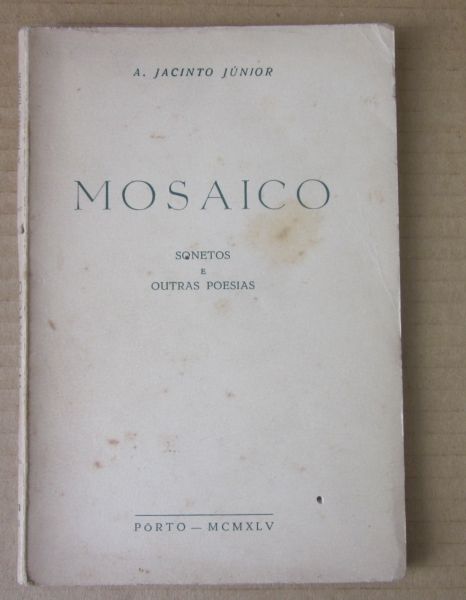 A. JACINTO JÚNIOR
MOSAICO
SONETOS
E
OUTRAS POESIAS
PÔRTO — MCMXLV